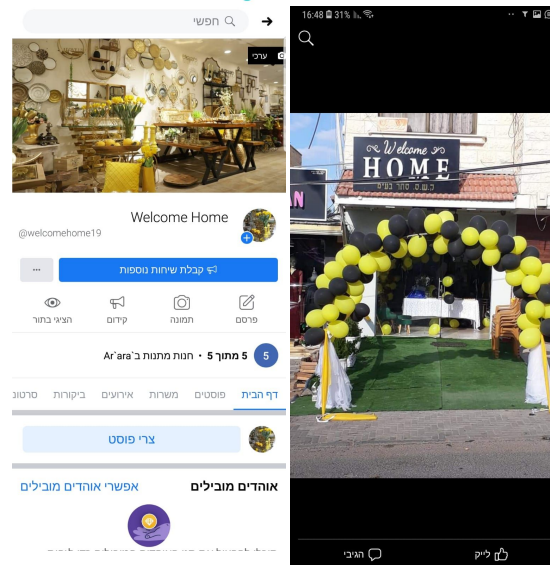 חפשי
ערכי
Welcome Home
@welcomehome19
קבלת שיחות נוספות
...
פרסם
תמונה
קידום
הציגי בתור
5
5 מתוך 5 • חנות מתנות ב`Ar`ara
דף הבית
פוסטים
משרות
אירועים
ביקורות
סרטונ
צרי פוסט
אוהדים מובילים
אפשרי אוהדים מובילים
16:48
31%
Welcome
HOME
לייק
הגיבי